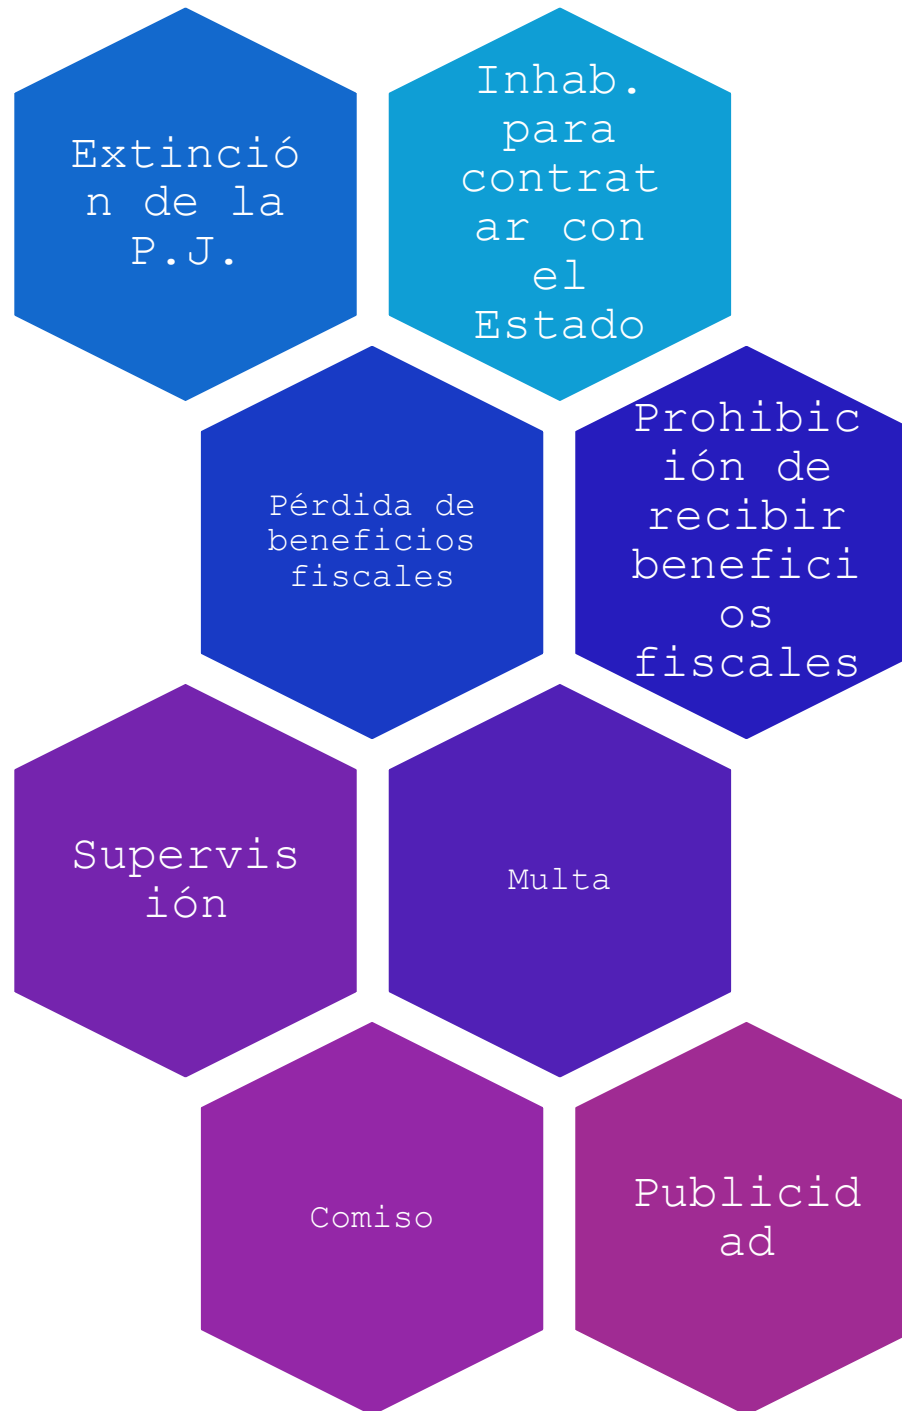 Extinció
n de la
P.J.
Inhab.
para
contrat
ar con
el
Estado
Pérdida de
beneficios
fiscales
Prohibic
ión de
recibir
benefici
os
fiscales
Supervis
ión
Multa
Comiso
Publicid
ad